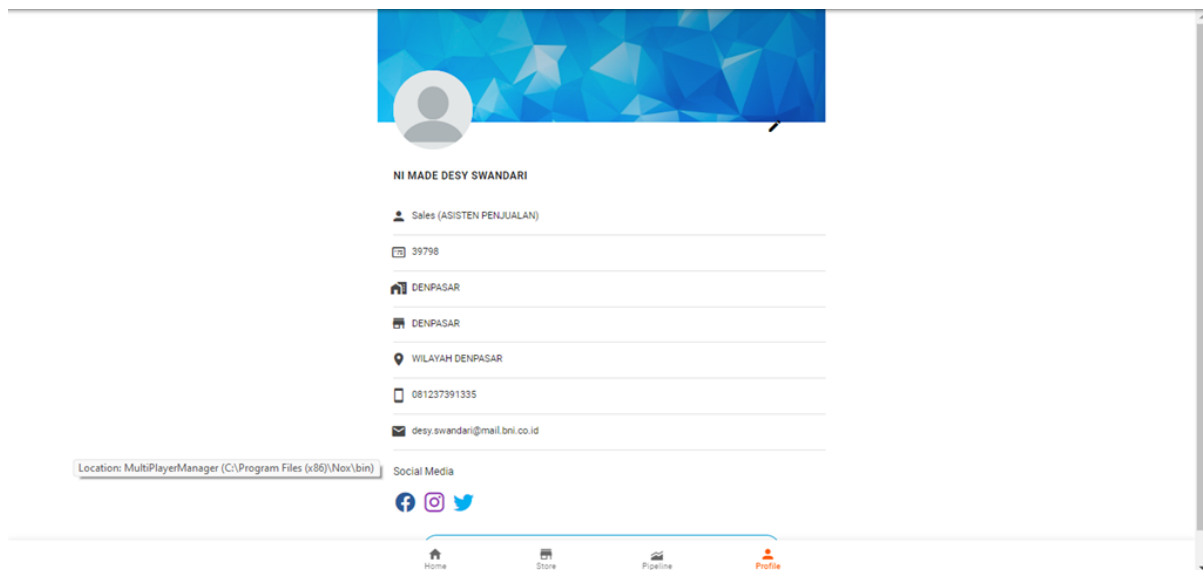 NI MADE DESY SWANDARI
Sales (ASISTEN PENJUALAN)
39798
DENPASAR
DENPASAR
WILAYAH DENPASAR
081237391335
desy.swandari@mail.bni.co.id
Location: MultiPlayerManager (C:\Program Files (x86)\Nox\bin)
Social Media
Home Store Pipeline Profile